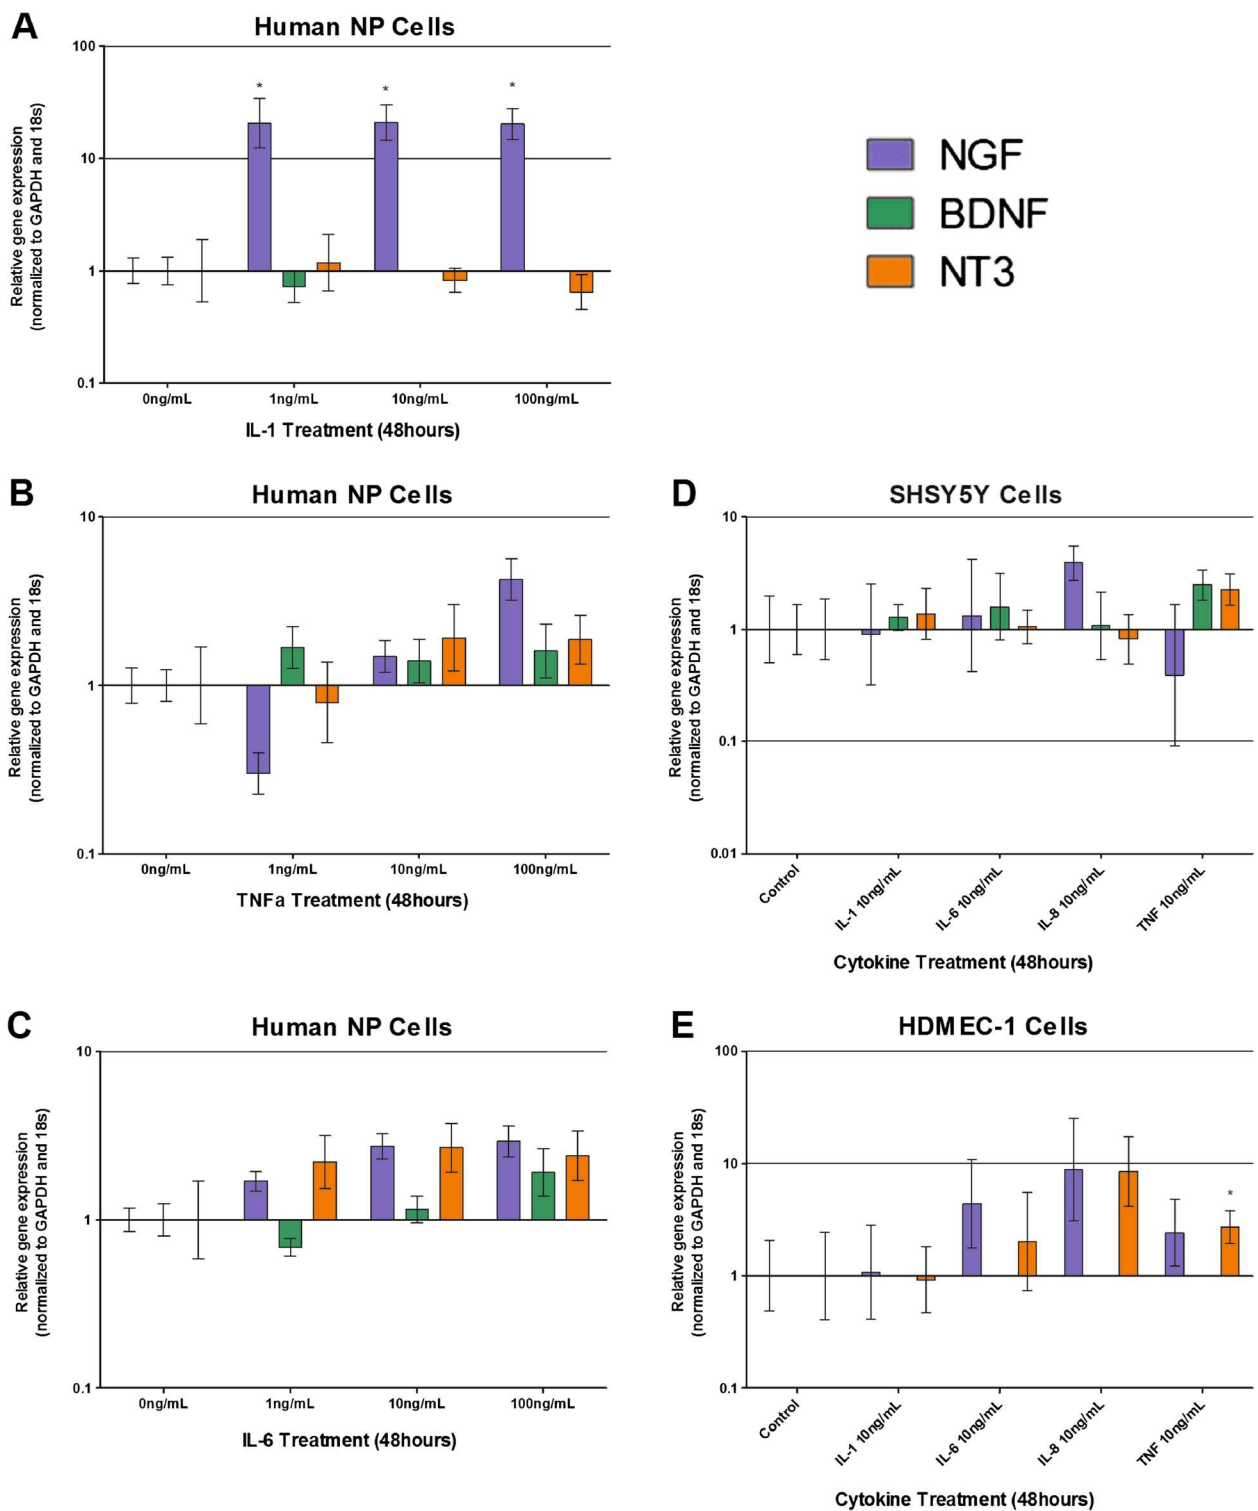 A
Human NP Cells
Relative gene expression
(normalized to GAPDH and 18s)
100
10
1
0.1
*
*
*
0ng/mL
1ng/mL
10ng/mL
100ng/mL
IL-1 Treatment (48hours)
NGF
BDNF
NT3
B
Human NP Cells
Relative gene expression
(normalized to GAPDH and 18s)
10
1
0.1
0ng/mL
1ng/mL
10ng/mL
100ng/mL
TNFa Treatment (48hours)
D
SHSY5Y Cells
Relative gene expression
(normalized to GAPDH and 18s)
10
1
0.1
0.01
Control
IL-1 10ng/mL
IL-6 10ng/mL
IL-8 10ng/mL
TNF 10ng/mL
Cytokine Treatment (48hours)
C
Human NP Cells
Relative gene expression
(normalized to GAPDH and 18s)
10
1
0.1
0ng/mL
1ng/mL
10ng/mL
100ng/mL
IL-6 Treatment (48hours)
E
HDMEC-1 Cells
Relative gene expression
(normalized to GAPDH and 18s)
100
10
1
0.1
*
Control
IL-1 10ng/mL
IL-6 10ng/mL
IL-8 10ng/mL
TNF 10ng/mL
Cytokine Treatment (48hours)